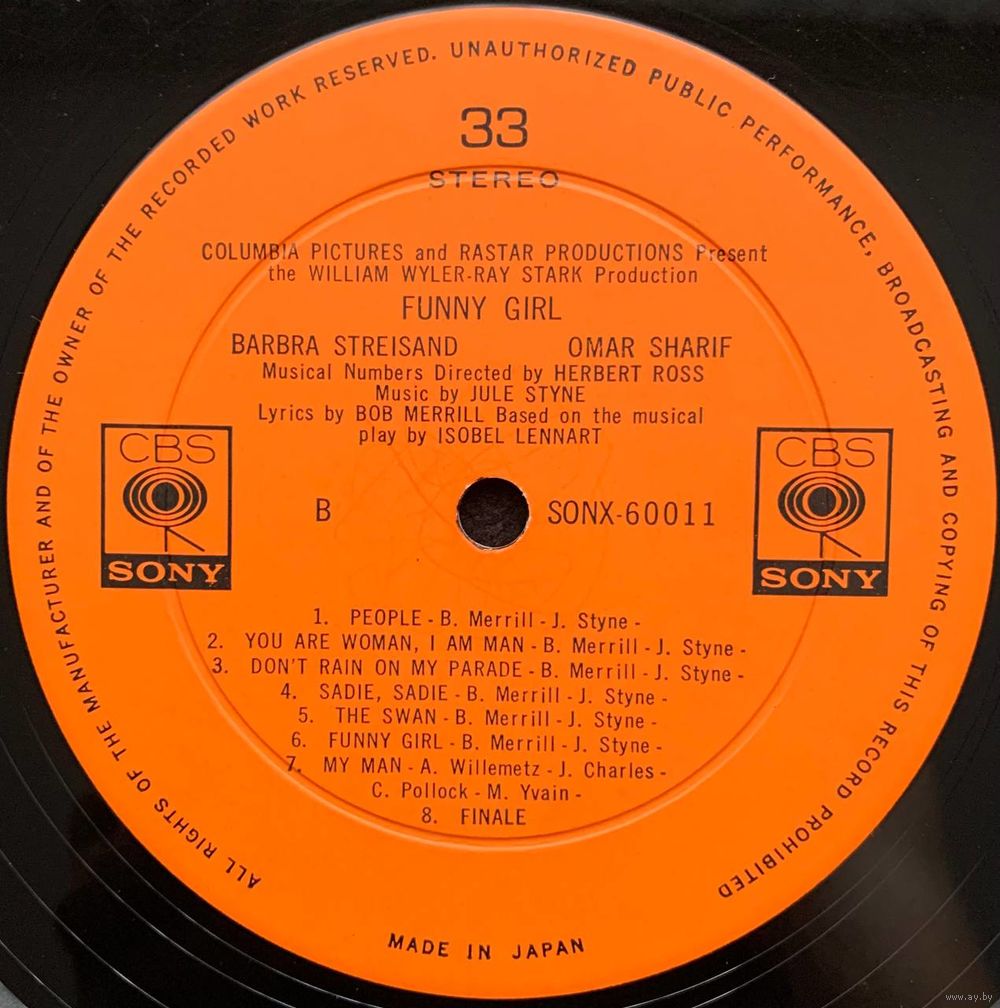 ALL RIGHTS OF THE MANUFACTURER AND OF THE OWNER OF THE RECORDED WORK RESERVED. UNAUTHORIZED PUBLIC PERFORMANCE, BROADCASTING AND COPYING OF THIS RECORD PROHIBITED
33
STEREO
COLUMBIA PICTURES and RASTAR PRODUCTIONS Present
the WILLIAM WYLER-RAY STARK Production
FUNNY GIRL
BARBRA STREISAND OMAR SHARIF
Musical Numbers Directed by HERBERT ROSS
Music by JULE STYNE
Lyrics by BOB MERRILL Based on the musical
play by ISOBEL LENNART
CBS
SONY
B
SONX-60011
CBS
SONY
1. PEOPLE - B. Merrill - J. Styne -
2. YOU ARE WOMAN, I AM MAN - B. Merrill - J. Styne -
3. DON'T RAIN ON MY PARADE - B. Merrill - J. Styne -
4. SADIE, SADIE - B. Merrill - J. Styne -
5. THE SWAN - B. Merrill - J. Styne -
6. FUNNY GIRL - B. Merrill - J. Styne -
7. MY MAN - A. Willemetz - J. Charles -
C. Pollock - M. Yvain -
8. FINALE
MADE IN JAPAN
www.ay.by